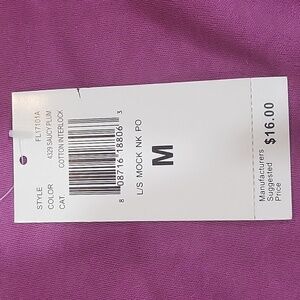 STYLE FL17101A
COLOR 4329 SAUCY PLUM
CAT COTTON INTERLOCK
8 08716 18806 3
L/S MOCK NK PO
M
Manufacturers
Suggested
Price
$16.00